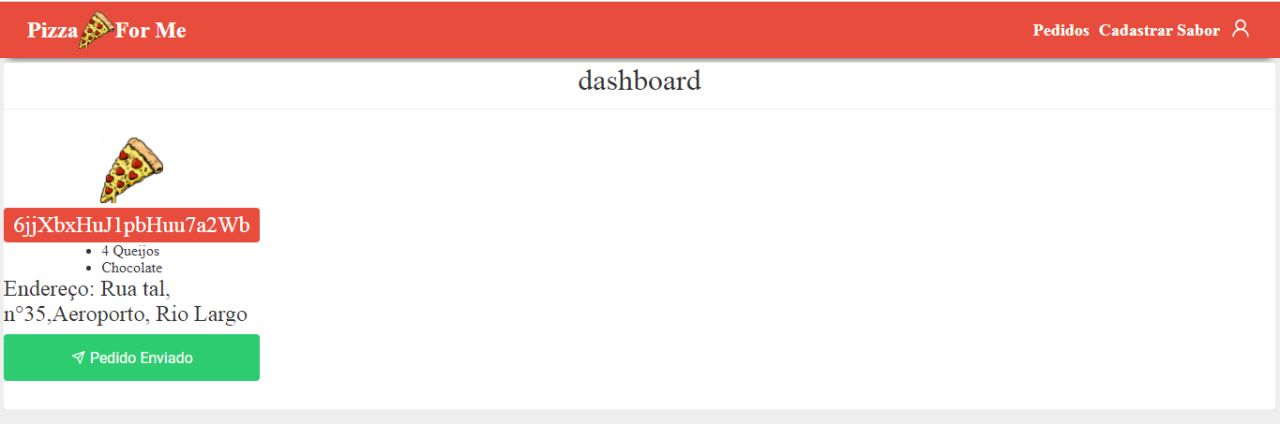 Pizza For Me
Pedidos Cadastrar Sabor
dashboard
6jjXbxHuJ1pbHuu7a2Wb
4 Queijos
Chocolate
Endereço: Rua tal,
n°35,Aeroporto, Rio Largo
Pedido Enviado